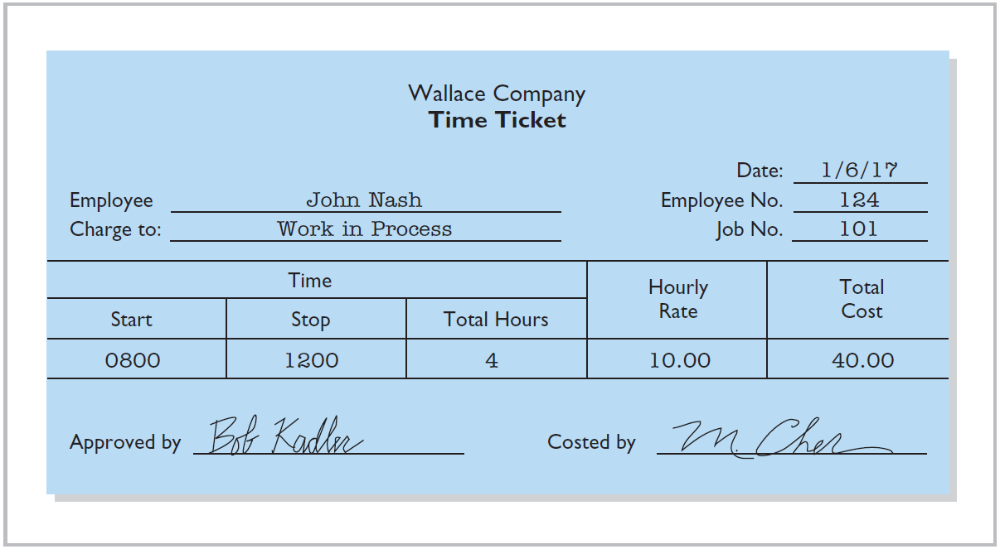 Wallace Company
Time Ticket
Date: 1/6/17
Employee John Nash Employee No. 124
Charge to: Work in Process Job No. 101
Time Hourly Rate Total Cost
Start Stop Total Hours
0800 1200 4 10.00 40.00
Approved by Bob Kadler Costed by M. Cher